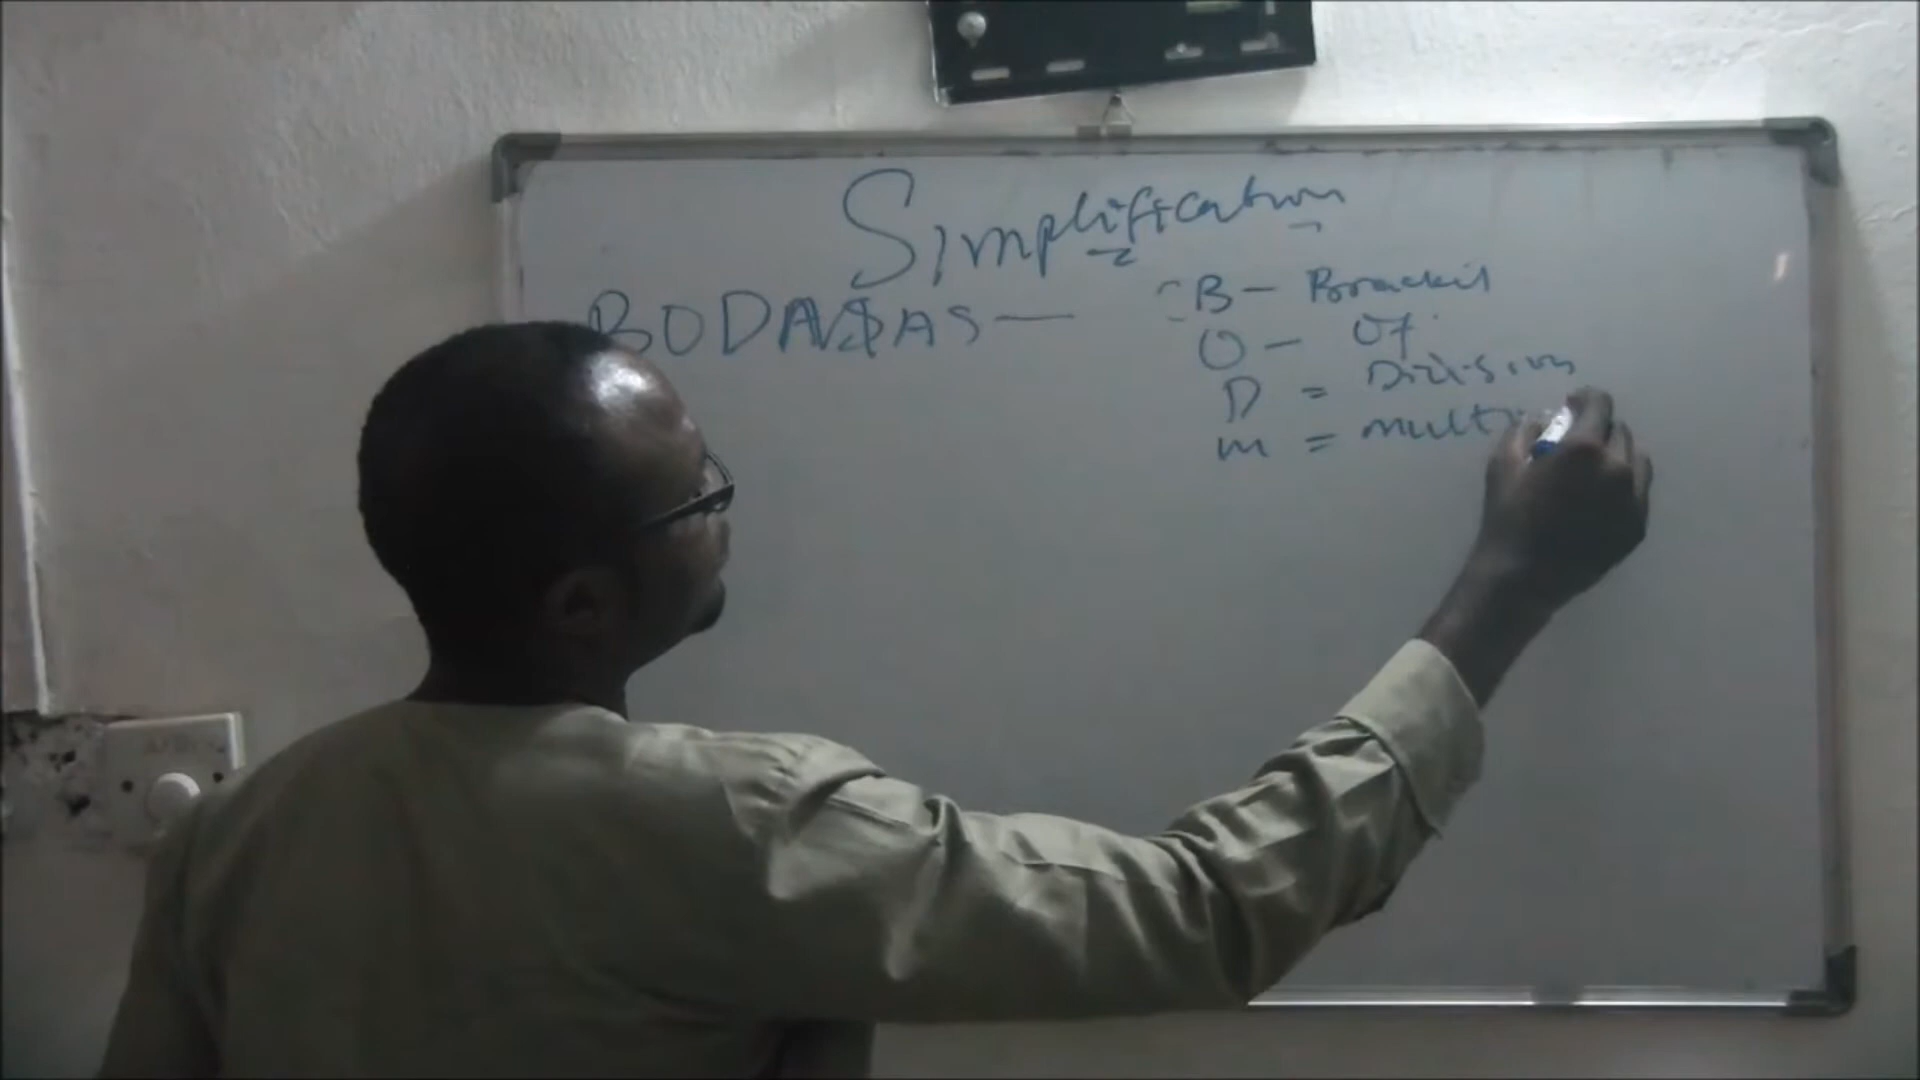 Simplification
BODMAS —
B — Bracket
O — Of
D = Division
m = multi